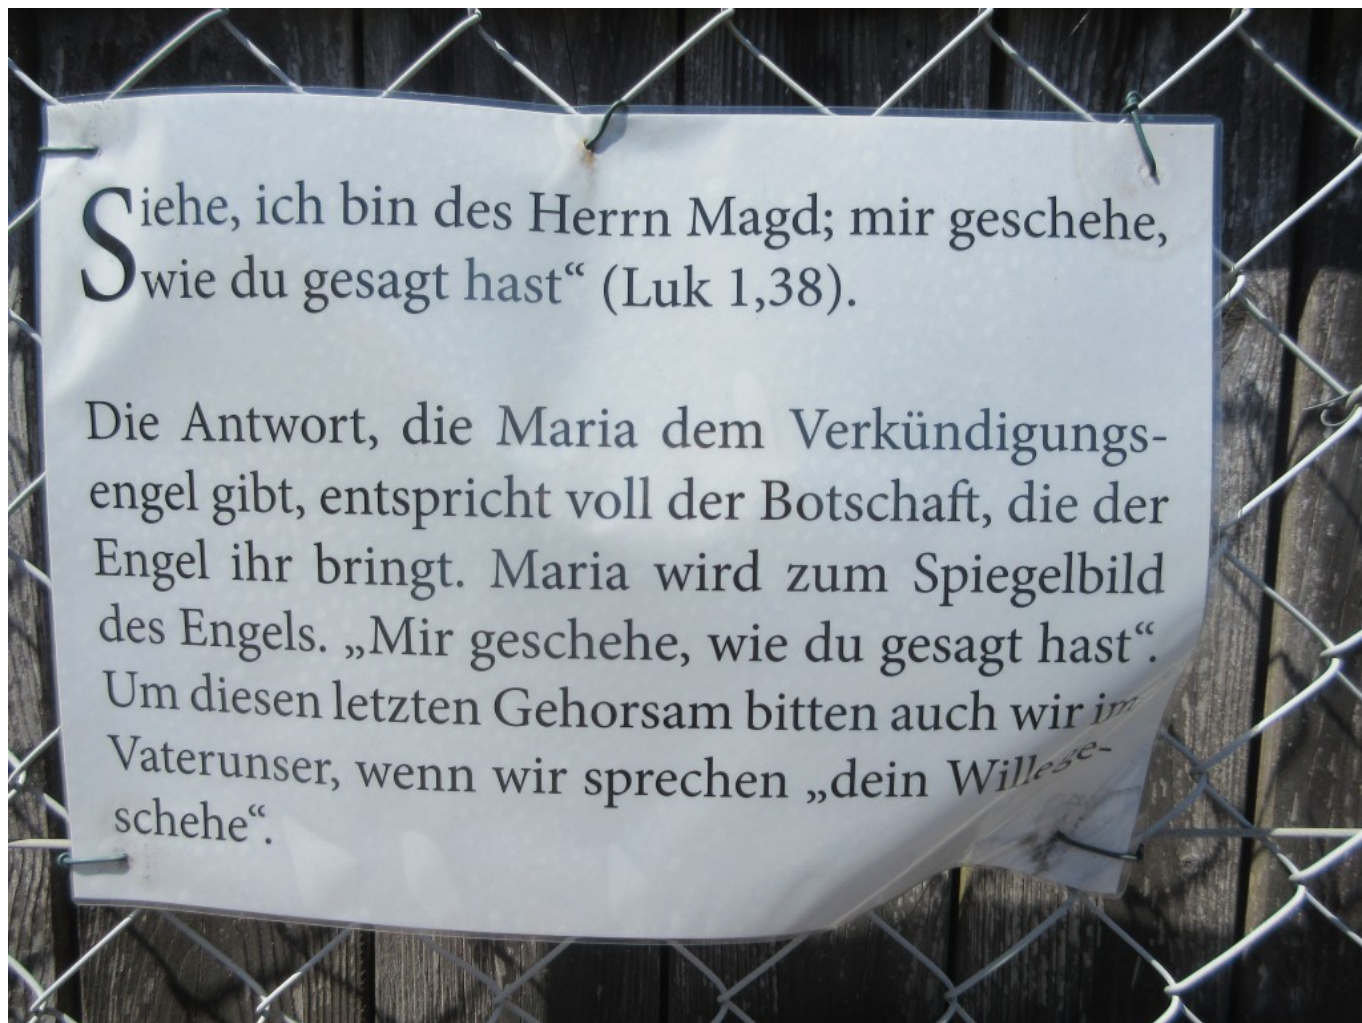 Siehe, ich bin des Herrn Magd; mir geschehe,
wie du gesagt hast“ (Luk 1,38).
Die Antwort, die Maria dem Verkündigungs-
engel gibt, entspricht voll der Botschaft, die der
Engel ihr bringt. Maria wird zum Spiegelbild
des Engels. „Mir geschehe, wie du gesagt hast“.
Um diesen letzten Gehorsam bitten auch wir im
Vaterunser, wenn wir sprechen „dein Wille ge-
schehe“.